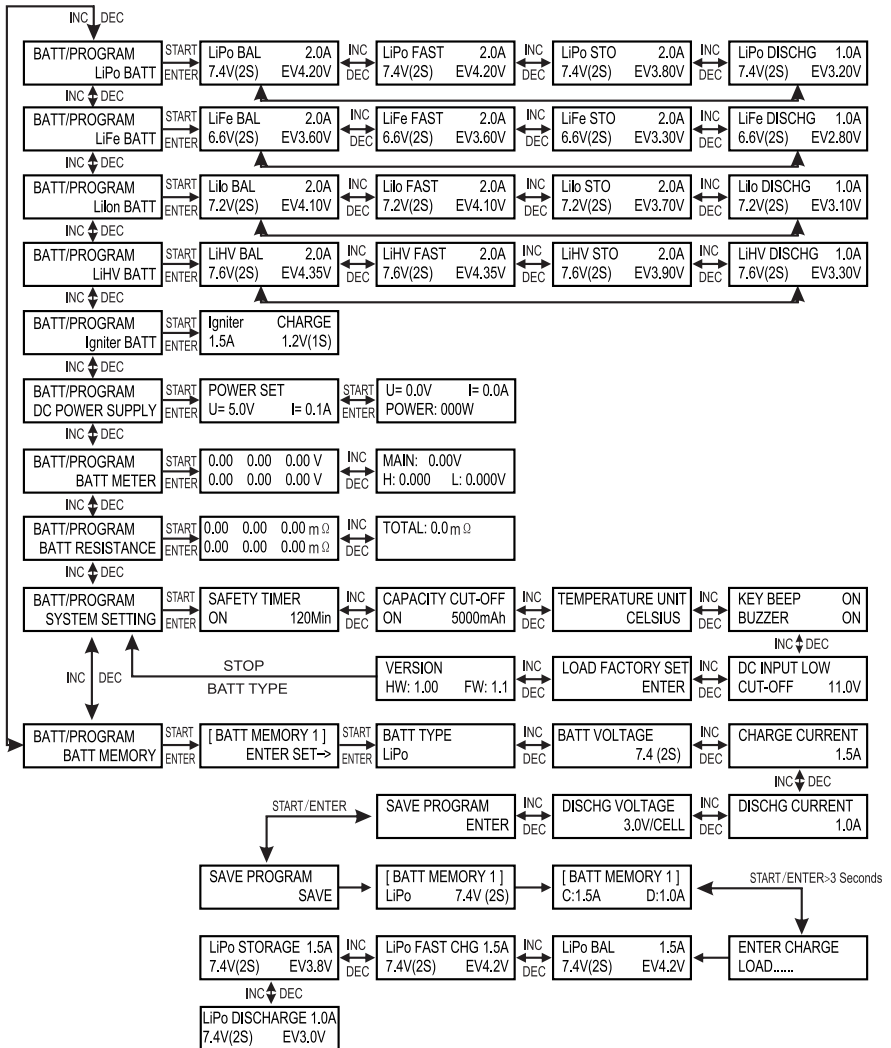 INC DEC
BATT/PROGRAM
LiPo BATT
START
ENTER
LiPo BAL 2.0A
7.4V(2S) EV4.20V
INC
DEC
LiPo FAST 2.0A
7.4V(2S) EV4.20V
INC
DEC
LiPo STO 2.0A
7.4V(2S) EV3.80V
INC
DEC
LiPo DISCHG 1.0A
7.4V(2S) EV3.20V
INC DEC
BATT/PROGRAM
LiFe BATT
START
ENTER
LiFe BAL 2.0A
6.6V(2S) EV3.60V
INC
DEC
LiFe FAST 2.0A
6.6V(2S) EV3.60V
INC
DEC
LiFe STO 2.0A
6.6V(2S) EV3.30V
INC
DEC
LiFe DISCHG 1.0A
6.6V(2S) EV2.80V
INC DEC
BATT/PROGRAM
LiIon BATT
START
ENTER
LiIo BAL 2.0A
7.2V(2S) EV4.10V
INC
DEC
LiIo FAST 2.0A
7.2V(2S) EV4.10V
INC
DEC
LiIo STO 2.0A
7.2V(2S) EV3.70V
INC
DEC
LiIo DISCHG 1.0A
7.2V(2S) EV3.10V
INC DEC
BATT/PROGRAM
LiHV BATT
START
ENTER
LiHV BAL 2.0A
7.6V(2S) EV4.35V
INC
DEC
LiHV FAST 2.0A
7.6V(2S) EV4.35V
INC
DEC
LiHV STO 2.0A
7.6V(2S) EV3.90V
INC
DEC
LiHV DISCHG 1.0A
7.6V(2S) EV3.30V
INC DEC
BATT/PROGRAM
Igniter BATT
START
ENTER
Igniter CHARGE
1.5A 1.2V(1S)
INC DEC
BATT/PROGRAM
DC POWER SUPPLY
START
ENTER
POWER SET
U= 5.0V I= 0.1A
START
ENTER
U= 0.0V I= 0.0A
POWER: 000W
INC DEC
BATT/PROGRAM
BATT METER
START
ENTER
0.00 0.00 0.00 V
0.00 0.00 0.00 V
INC
DEC
MAIN: 0.00V
H: 0.000 L: 0.000V
INC DEC
BATT/PROGRAM
BATT RESISTANCE
START
ENTER
0.00 0.00 0.00 mΩ
0.00 0.00 0.00 mΩ
INC
DEC
TOTAL: 0.0 mΩ
INC DEC
BATT/PROGRAM
SYSTEM SETTING
START
ENTER
SAFETY TIMER
ON 120Min
INC
DEC
CAPACITY CUT-OFF
ON 5000mAh
INC
DEC
TEMPERATURE UNIT
CELSIUS
INC
DEC
KEY BEEP ON
BUZZER ON
INC DEC
INC DEC
STOP
BATT TYPE
VERSION
HW: 1.00 FW: 1.1
INC
DEC
LOAD FACTORY SET
ENTER
INC
DEC
DC INPUT LOW
CUT-OFF 11.0V
BATT/PROGRAM
BATT MEMORY
START
ENTER
[ BATT MEMORY 1 ]
ENTER SET-->
START
ENTER
BATT TYPE
LiPo
INC
DEC
BATT VOLTAGE
7.4 (2S)
INC
DEC
CHARGE CURRENT
1.5A
INC DEC
START/ENTER
SAVE PROGRAM
ENTER
INC
DEC
DISCHG VOLTAGE
3.0V/CELL
INC
DEC
DISCHG CURRENT
1.0A
SAVE PROGRAM
SAVE
[ BATT MEMORY 1 ]
LiPo 7.4V (2S)
[ BATT MEMORY 1 ]
C:1.5A D:1.0A
START/ENTER>3 Seconds
LiPo STORAGE 1.5A
7.4V(2S) EV3.8V
INC
DEC
LiPo FAST CHG 1.5A
7.4V(2S) EV4.2V
INC
DEC
LiPo BAL 1.5A
7.4V(2S) EV4.2V
ENTER CHARGE
LOAD......
INC DEC
LiPo DISCHARGE 1.0A
7.4V(2S) EV3.0V